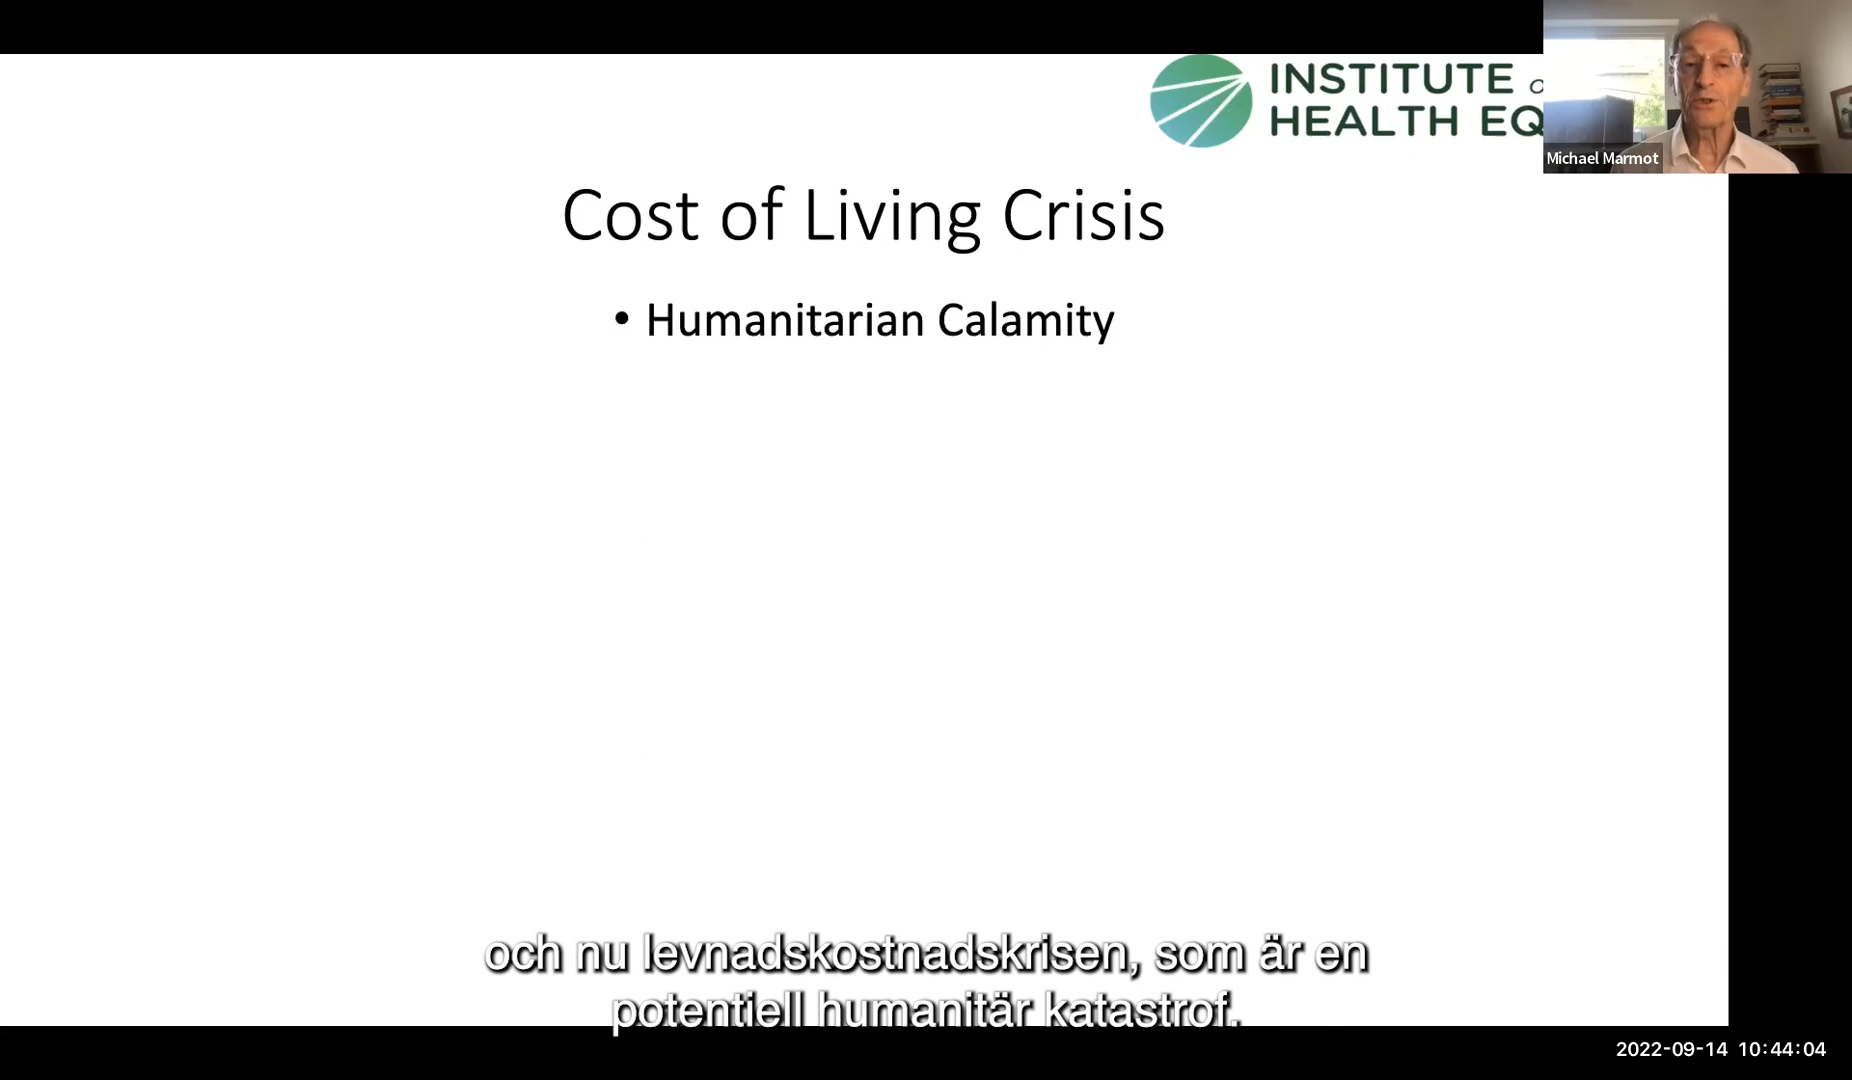 INSTITUTE
HEALTH EQ
Michael Marmot
Cost of Living Crisis
• Humanitarian Calamity
och nu levnadskostnadskrisen, som är en
potentiell humanitär katastrof.
2022-09-14 10:44:04